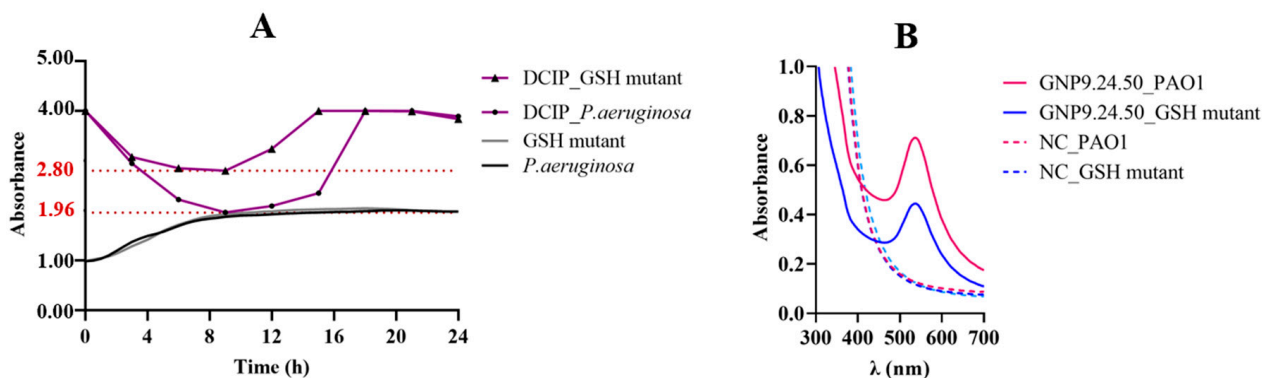 A
5.00
4.00
2.80
1.96
1.00
0.00
Absorbance
0 4 8 12 16 20 24
Time (h)
DCIP_GSH mutant
DCIP_P.aeruginosa
GSH mutant
P.aeruginosa
B
1.0
0.8
0.6
0.4
0.2
0.0
Absorbance
300 400 500 600 700
λ (nm)
GNP9.24.50_PAO1
GNP9.24.50_GSH mutant
NC_PAO1
NC_GSH mutant